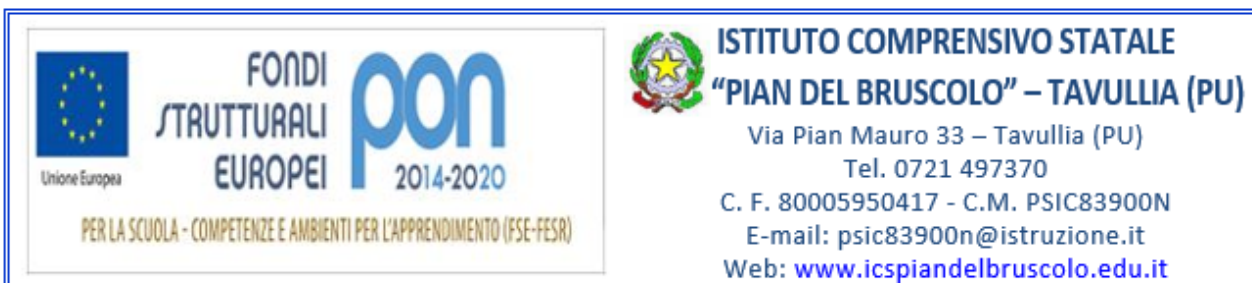 Unione Europea
FONDI
STRUTTURALI
EUROPEI
pon
2014-2020
PER LA SCUOLA - COMPETENZE E AMBIENTI PER L'APPRENDIMENTO (FSE-FESR)
ISTITUTO COMPRENSIVO STATALE
“PIAN DEL BRUSCOLO” – TAVULLIA (PU)
Via Pian Mauro 33 – Tavullia (PU)
Tel. 0721 497370
C. F. 80005950417 - C.M. PSIC83900N
E-mail: psic83900n@istruzione.it
Web: www.icspiandelbruscolo.edu.it